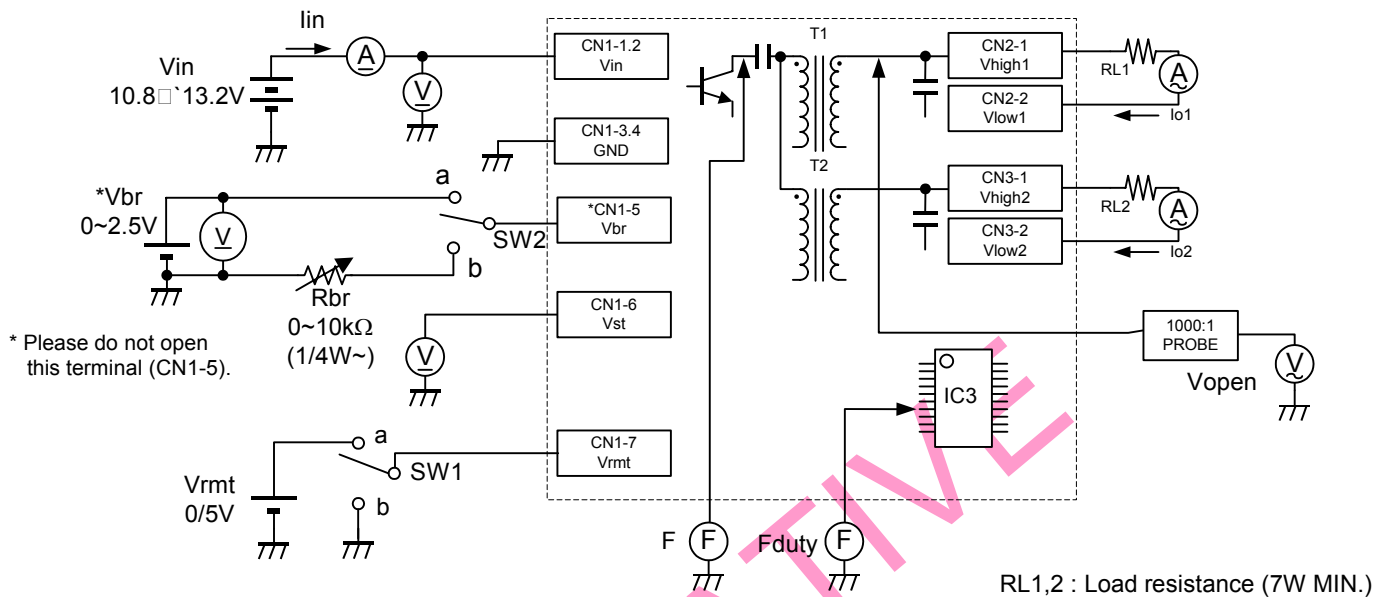 Iin
A
Vin
10.8□`13.2V
V
CN1-1.2
Vin
CN1-3.4
GND
*Vbr
0~2.5V
V
a
b
SW2
*CN1-5
Vbr
Rbr
0~10kΩ
(1/4W~)
* Please do not open
this terminal (CN1-5).
V
CN1-6
Vst
Vrmt
0/5V
a
b
SW1
CN1-7
Vrmt
T1
T2
CN2-1
Vhigh1
CN2-2
Vlow1
RL1
A
Io1
CN3-1
Vhigh2
CN3-2
Vlow2
RL2
A
Io2
1000:1
PROBE
Vopen
V
IC3
F
F
Fduty
F
TIVE
RL1,2 : Load resistance (7W MIN.)